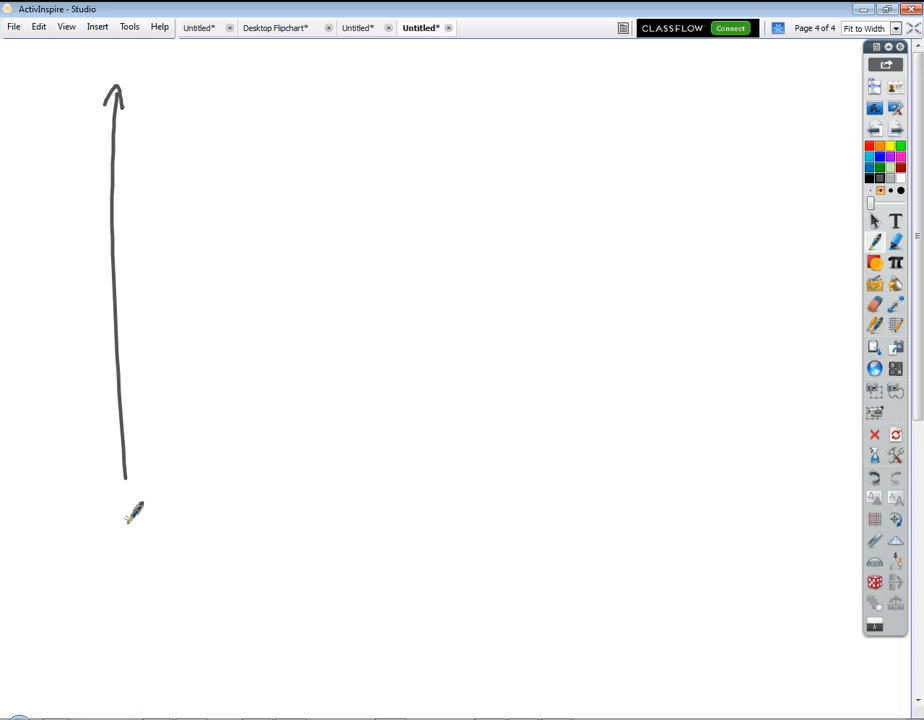 ActivInspire - Studio
File Edit View Insert Tools Help Untitled* Desktop Flipchart* Untitled* Untitled* CLASSFLOW Connect Page 4 of 4 Fit to Width
T